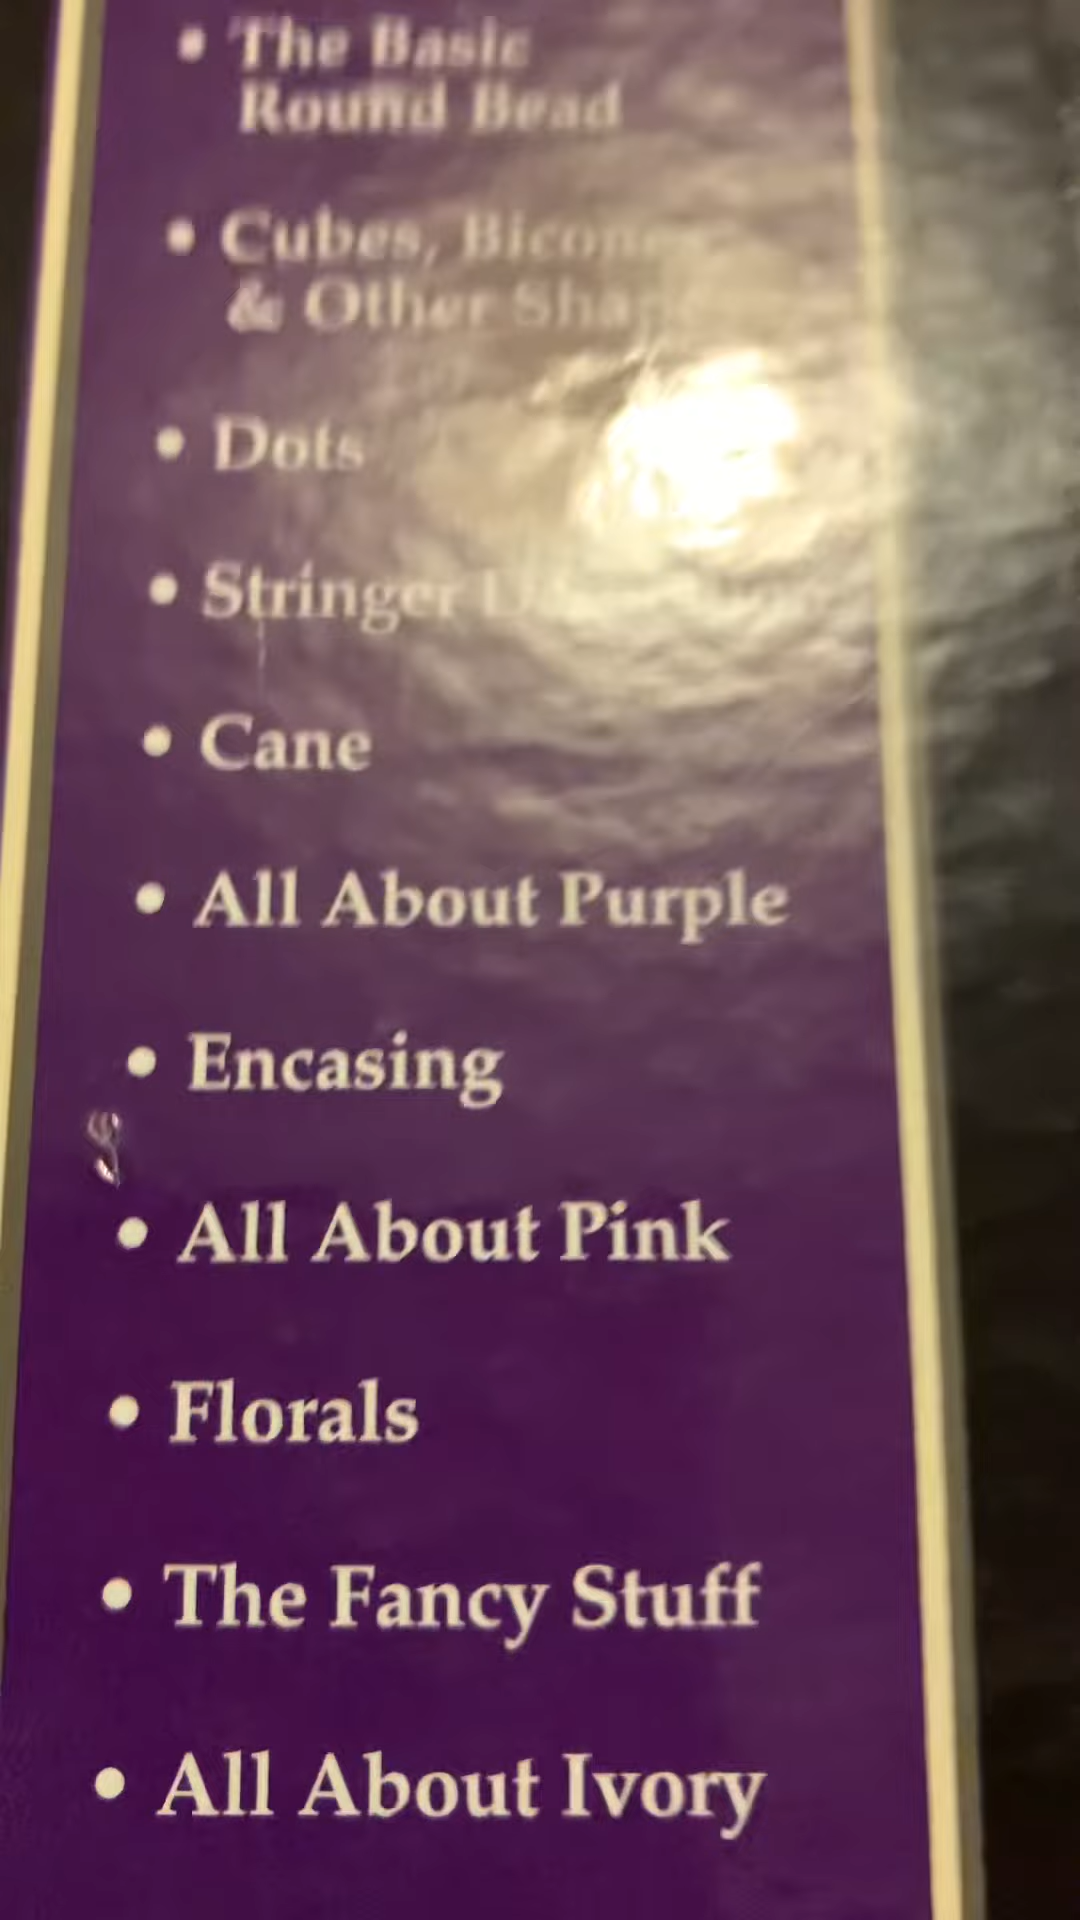 • The Basic
Round Bead
• Cubes,
& Other
• Dots
• Stringer
• Cane
• All About Purple
• Encasing
• All About Pink
• Florals
• The Fancy Stuff
• All About Ivory